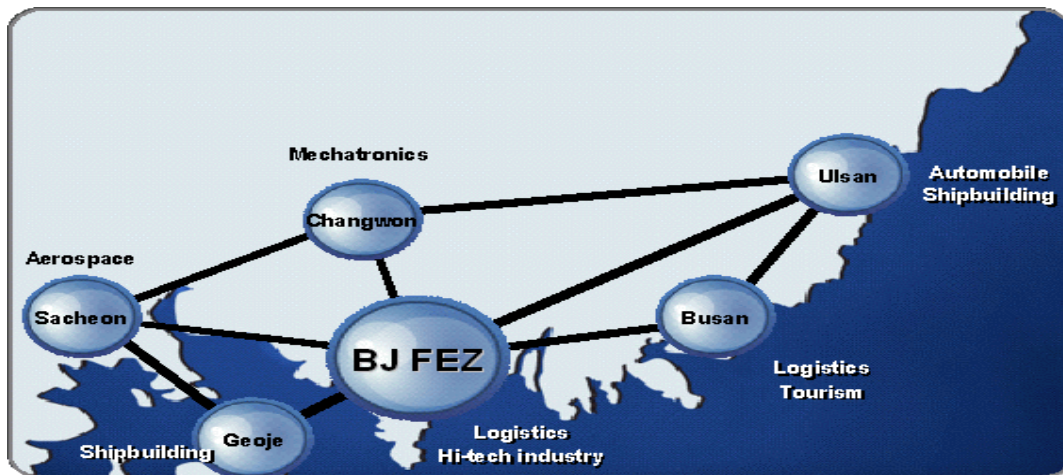 Mechatronics
Changwon
Ulsan
Automobile
Shipbuilding
Aerospace
Sacheon
BJ FEZ
Busan
Logistics
Tourism
Geoje
Shipbuilding
Logistics
Hi-tech industry